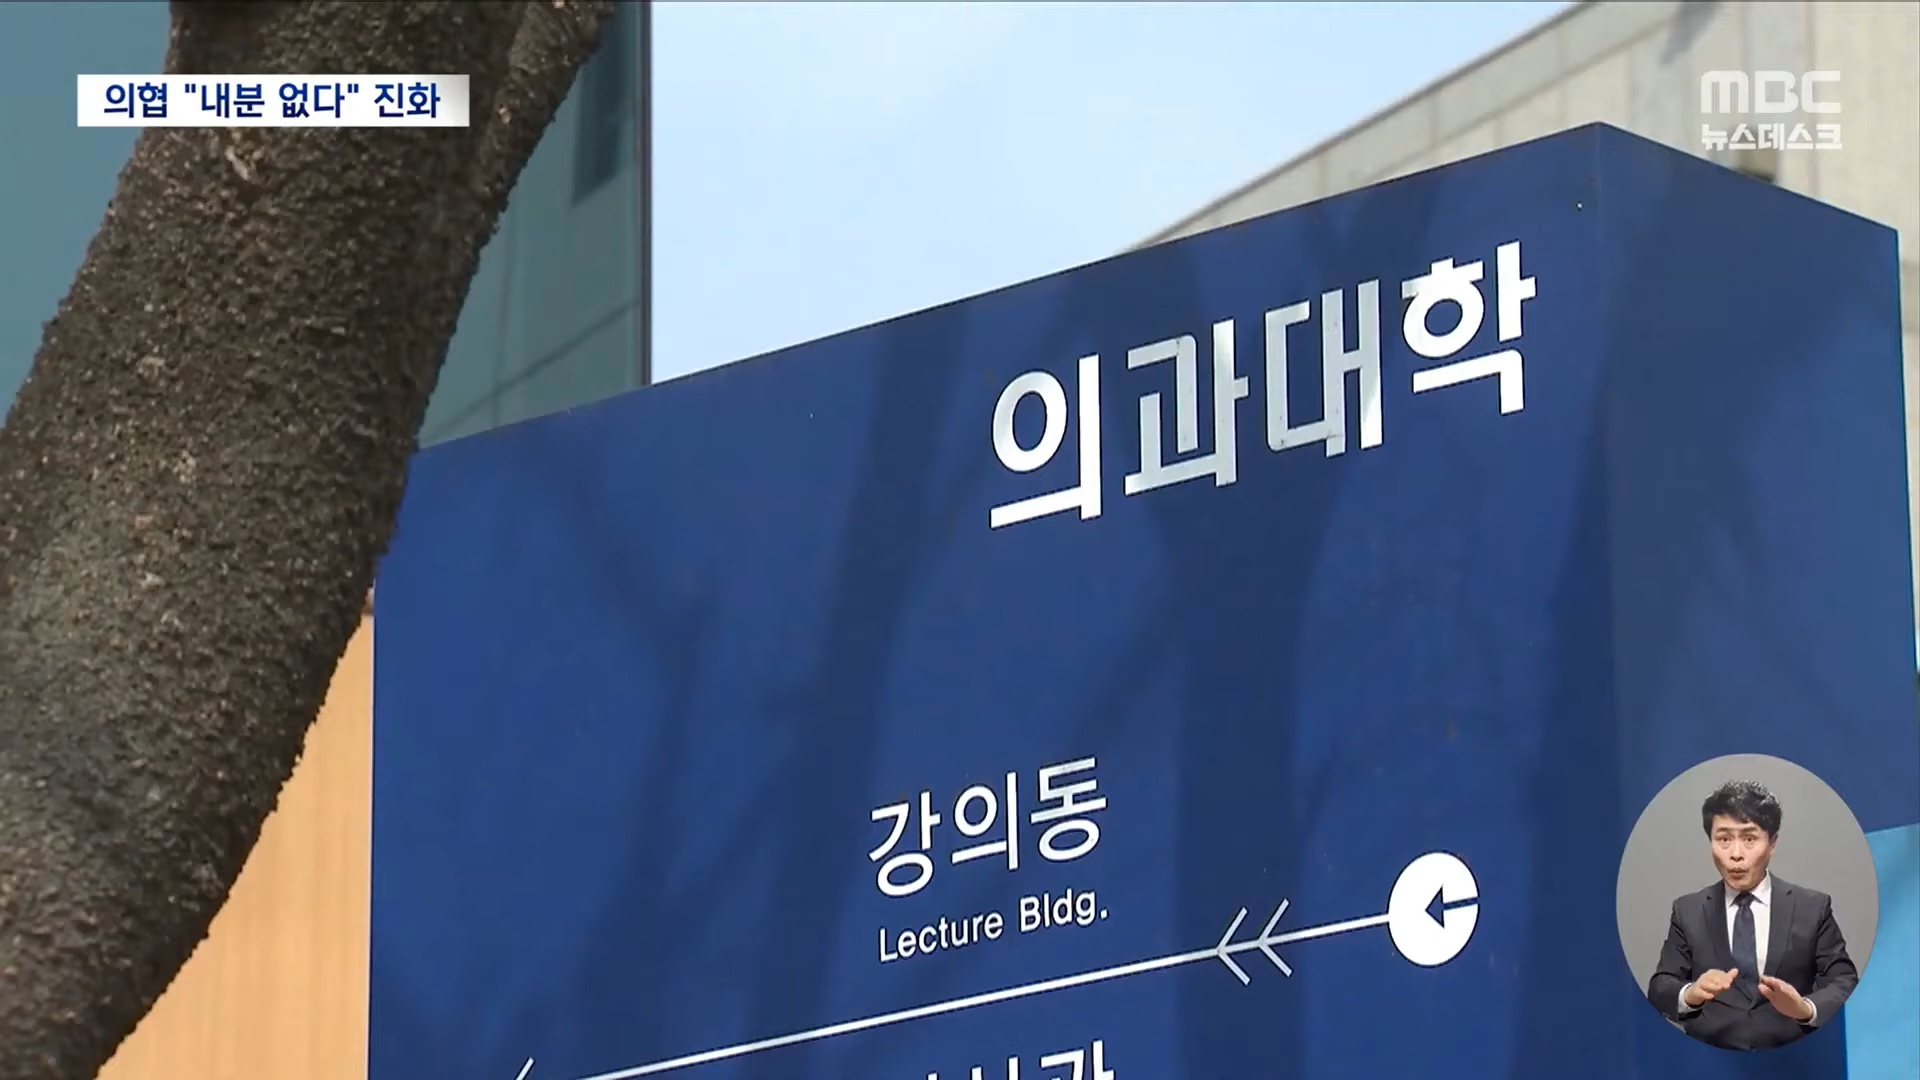 의협 "내분 없다" 진화
MBC
뉴스데스크
의과대학
강의동
Lecture Bldg.